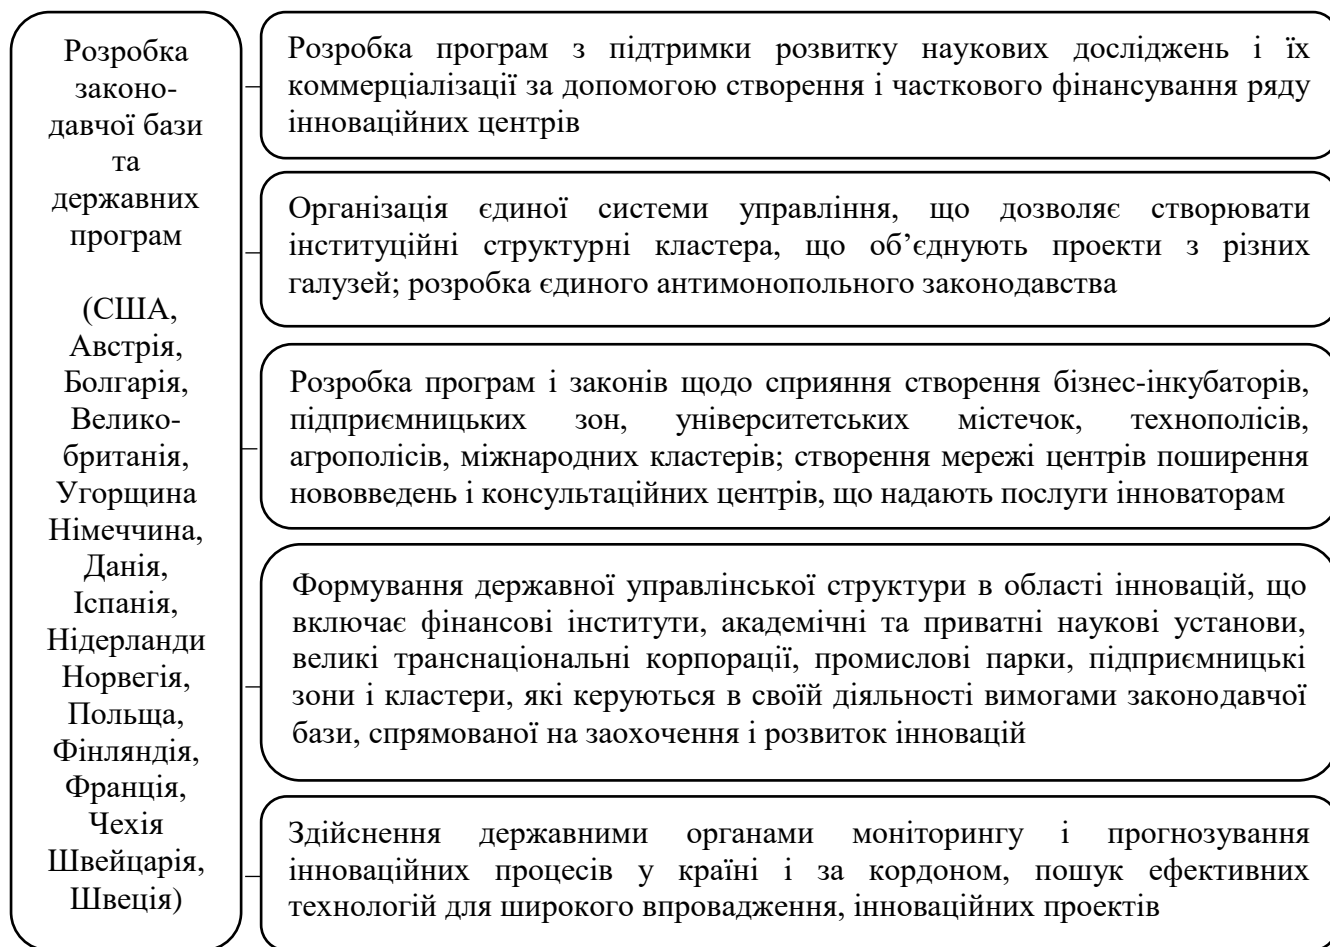 Розробка
законо-
давчої бази
та
державних
програм
(США,
Австрія,
Болгарія,
Велико-
британія,
Угорщина
Німеччина,
Данія,
Іспанія,
Нідерланди
Норвегія,
Польща,
Фінляндія,
Франція,
Чехія
Швейцарія,
Швеція)
Розробка програм з підтримки розвитку наукових досліджень і їх
коммерціалізації за допомогою створення і часткового фінансування ряду
інноваційних центрів
Організація єдиної системи управління, що дозволяє створювати
інституційні структурні кластера, що об’єднують проекти з різних
галузей; розробка єдиного антимонопольного законодавства
Розробка програм і законів щодо сприяння створення бізнес-інкубаторів,
підприємницьких зон, університетських містечок, технополісів,
агрополісів, міжнародних кластерів; створення мережі центрів поширення
нововведень і консультаційних центрів, що надають послуги інноваторам
Формування державної управлінської структури в області інновацій, що
включає фінансові інститути, академічні та приватні наукові установи,
великі транснаціональні корпорації, промислові парки, підприємницькі
зони і кластери, які керуються в своїй діяльності вимогами законодавчої
бази, спрямованої на заохочення і розвиток інновацій
Здійснення державними органами моніторингу і прогнозування
інноваційних процесів у країні і за кордоном, пошук ефективних
технологій для широкого впровадження, інноваційних проектів